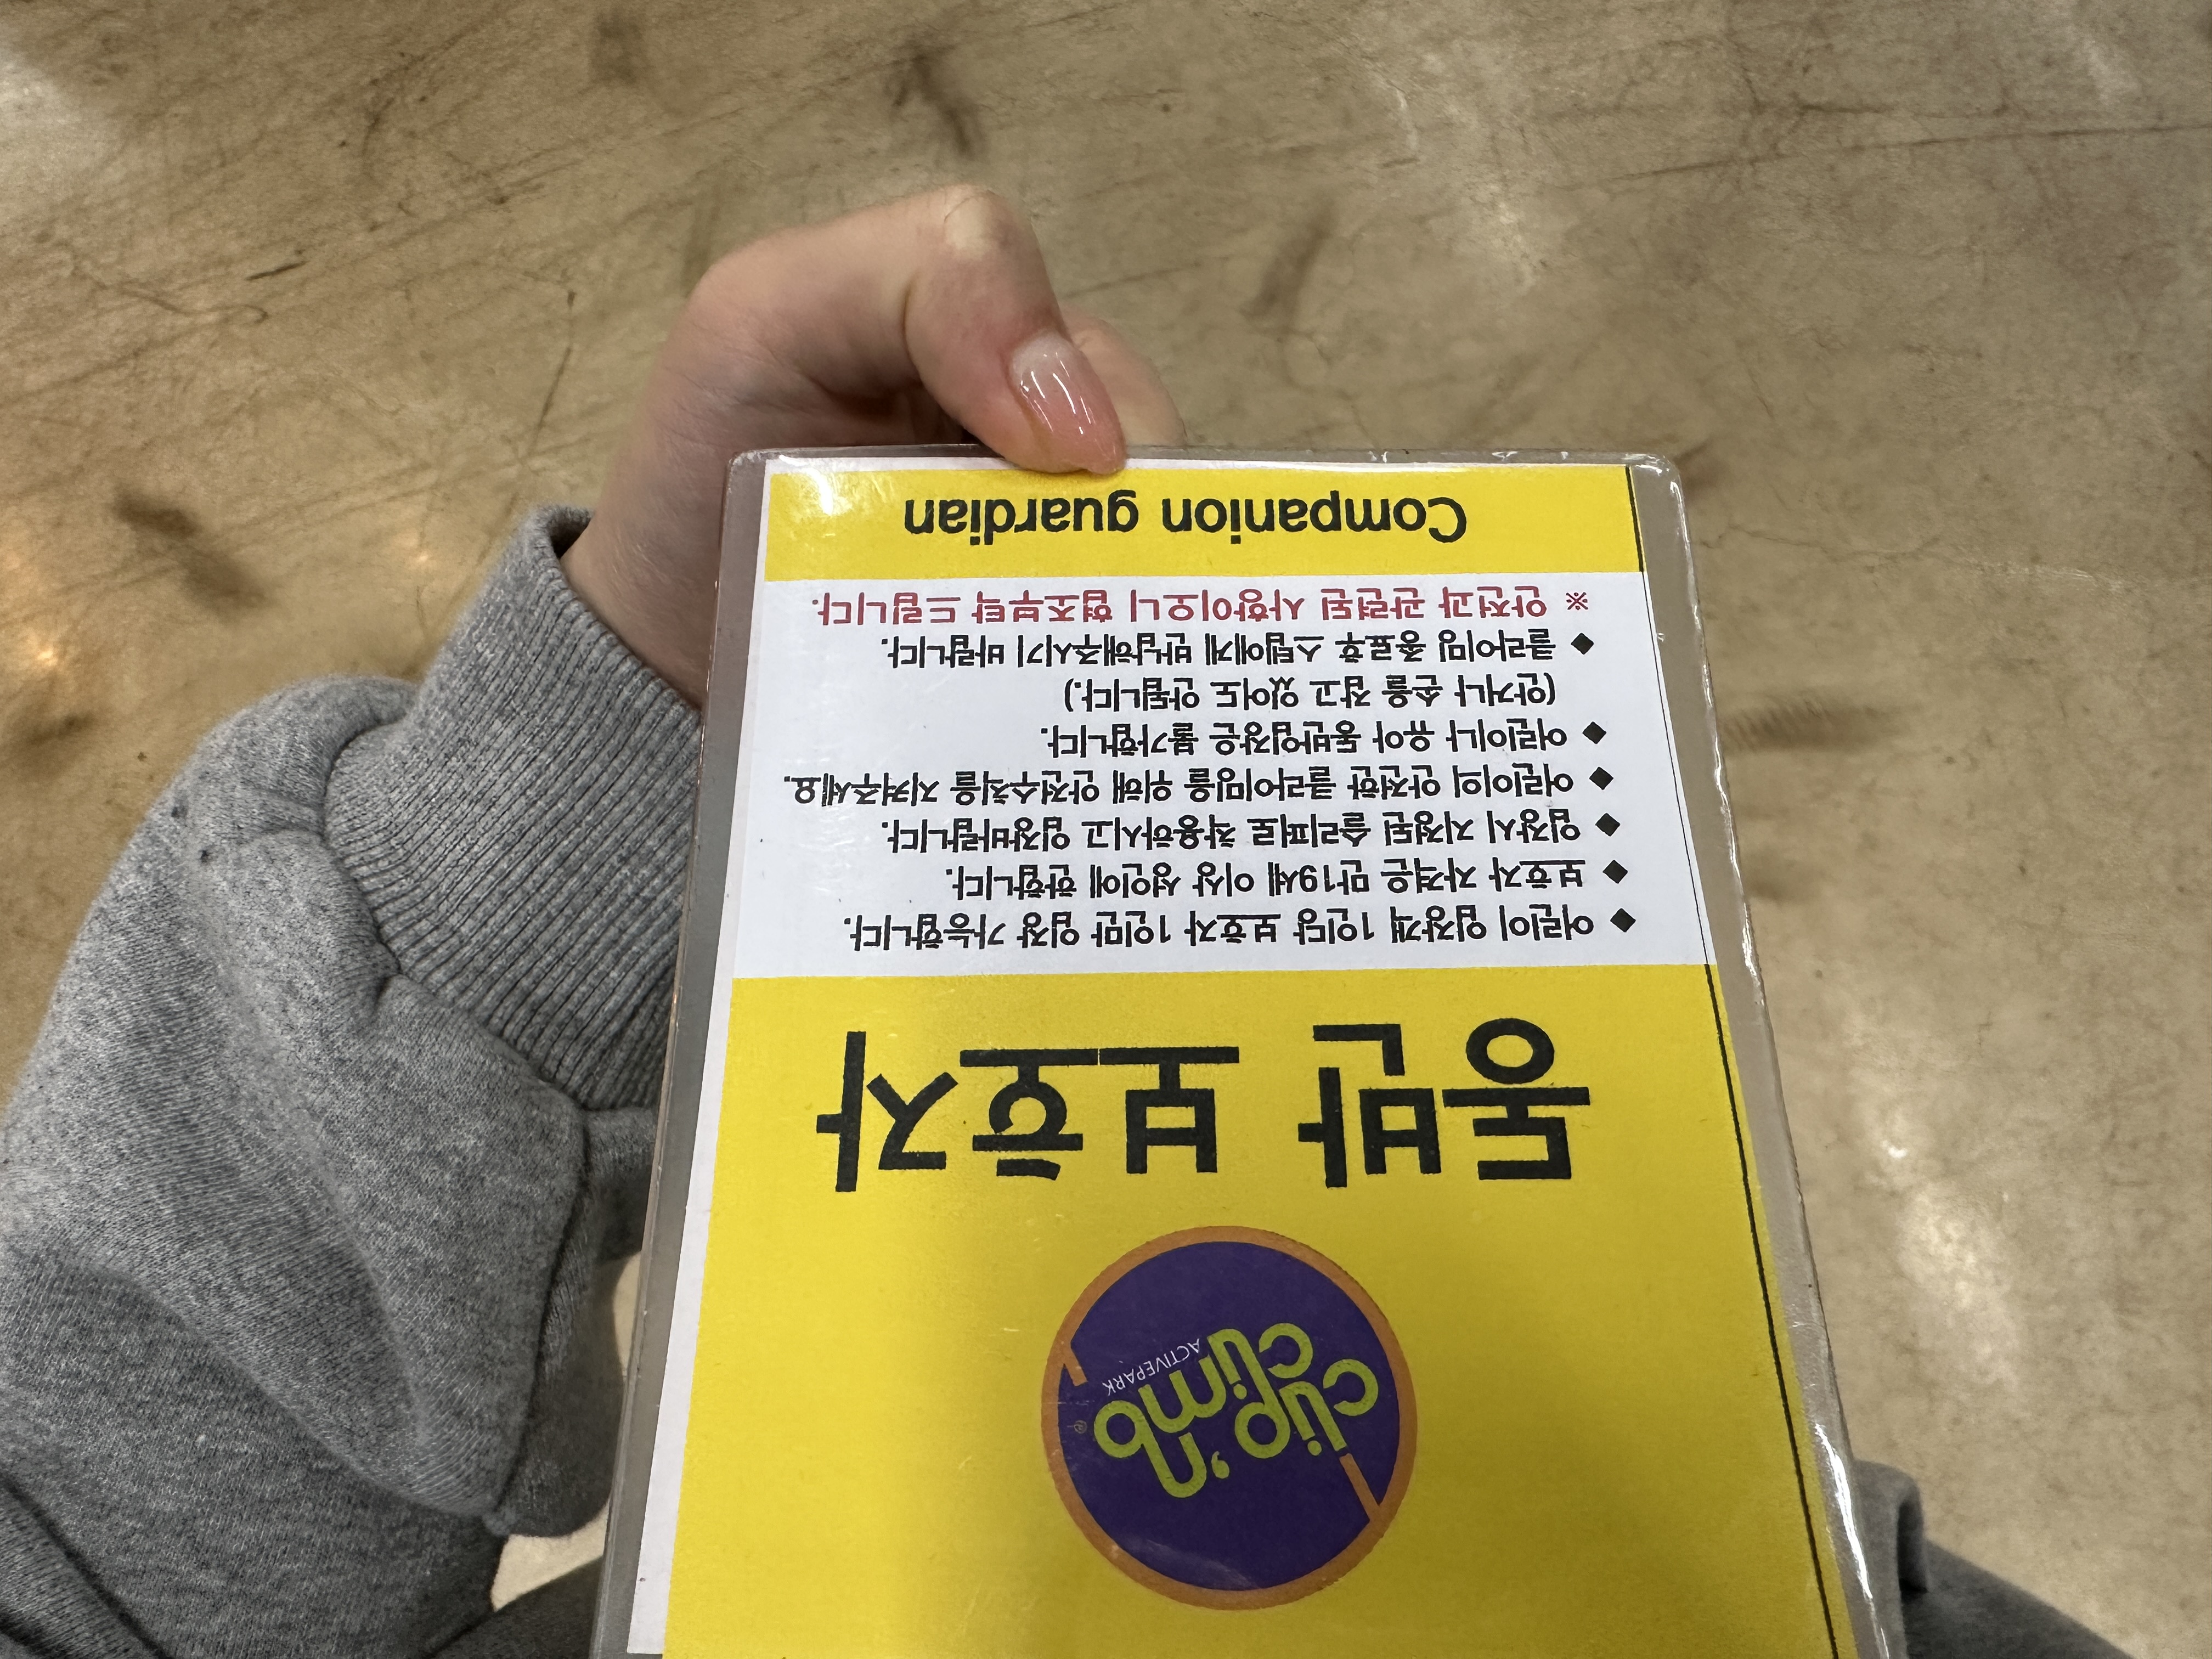 clip 'n
climb
ACTIVEPARK
동반 보호자
◆ 어린이 입장객 1인당 보호자 1인만 입장 가능합니다.
◆ 보호자 자격은 만19세 이상 성인에 한합니다.
◆ 입장시 지정된 슬리퍼로 착용하시고 입장바랍니다.
◆ 어린이의 안전한 클라이밍을 위해 안전수칙을 지켜주세요.
◆ 어린이나 유아 동반입장은 불가합니다.
(안거나 손을 잡고 있어도 안됩니다.)
◆ 클라이밍 종료후 스텝에게 반납해주시기 바랍니다.
※ 안전과 관련된 사항이오니 협조부탁 드립니다.
Companion guardian